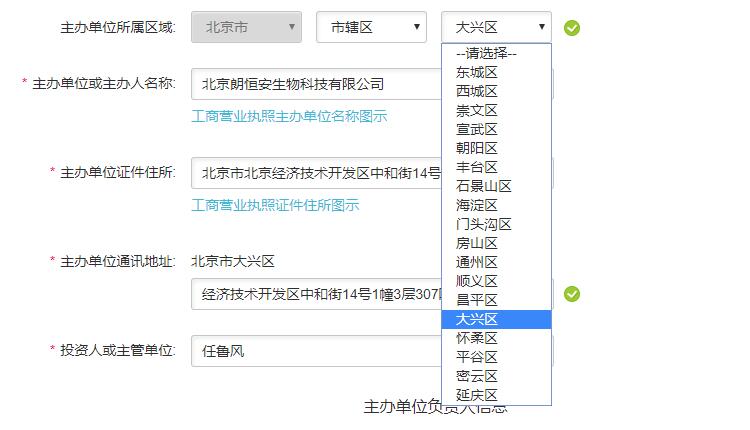 主办单位所属区域: 北京市 市辖区 大兴区
--请选择--
东城区
西城区
崇文区
宣武区
朝阳区
丰台区
石景山区
海淀区
门头沟区
房山区
通州区
顺义区
昌平区
大兴区
怀柔区
平谷区
密云区
延庆区
* 主办单位或主办人名称: 北京朗恒安生物科技有限公司
工商营业执照主办单位名称图示
* 主办单位证件住所: 北京市北京经济技术开发区中和街14号
工商营业执照证件住所图示
* 主办单位通讯地址: 北京市大兴区
经济技术开发区中和街14号1幢3层307
* 投资人或主管单位: 任鲁风
主办单位负责人信息